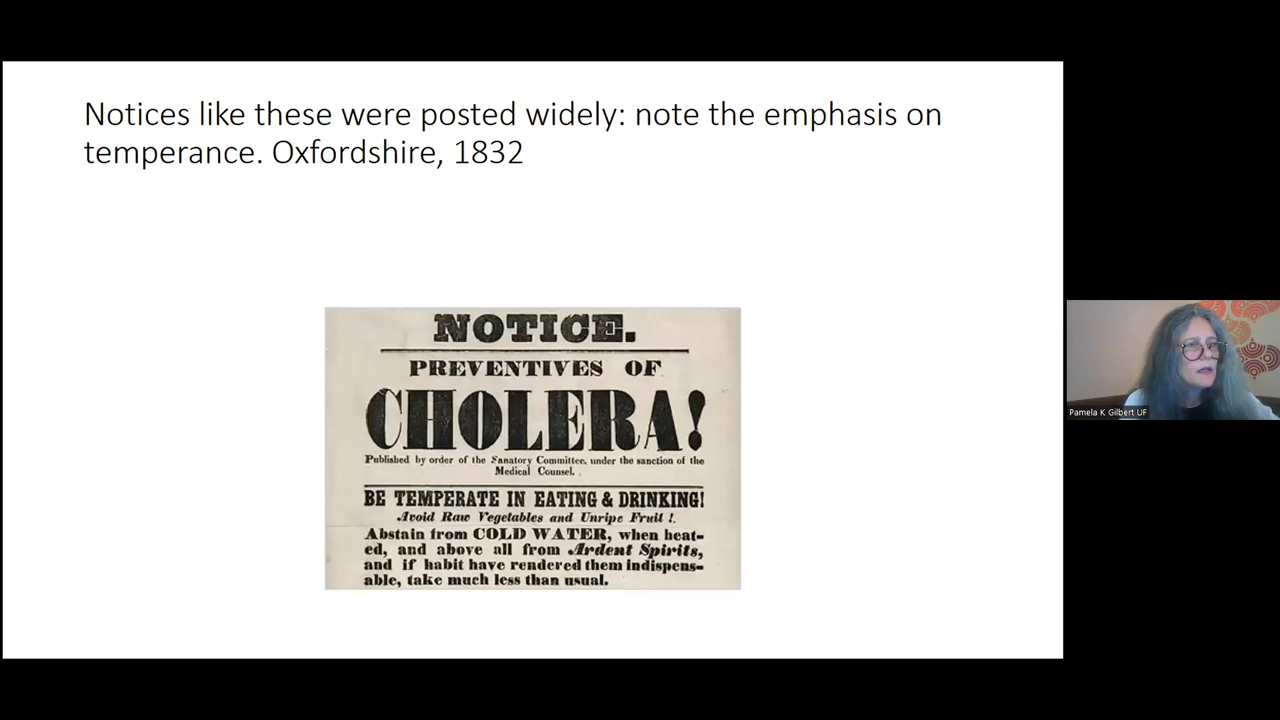 Notices like these were posted widely: note the emphasis on
temperance. Oxfordshire, 1832
NOTICE.
PREVENTIVES OF
CHOLERA!
Published by order of the Sanatory Committee, under the sanction of the
Medical Counsel.
BE TEMPERATE IN EATING & DRINKING!
Avoid Raw Vegetables and Unripe Fruit !.
Abstain from COLD WATER, when heat-
ed, and above all from Ardent Spirits,
and if habit have rendered them indispens-
able, take much less than usual.
Pamela K Gilbert UF